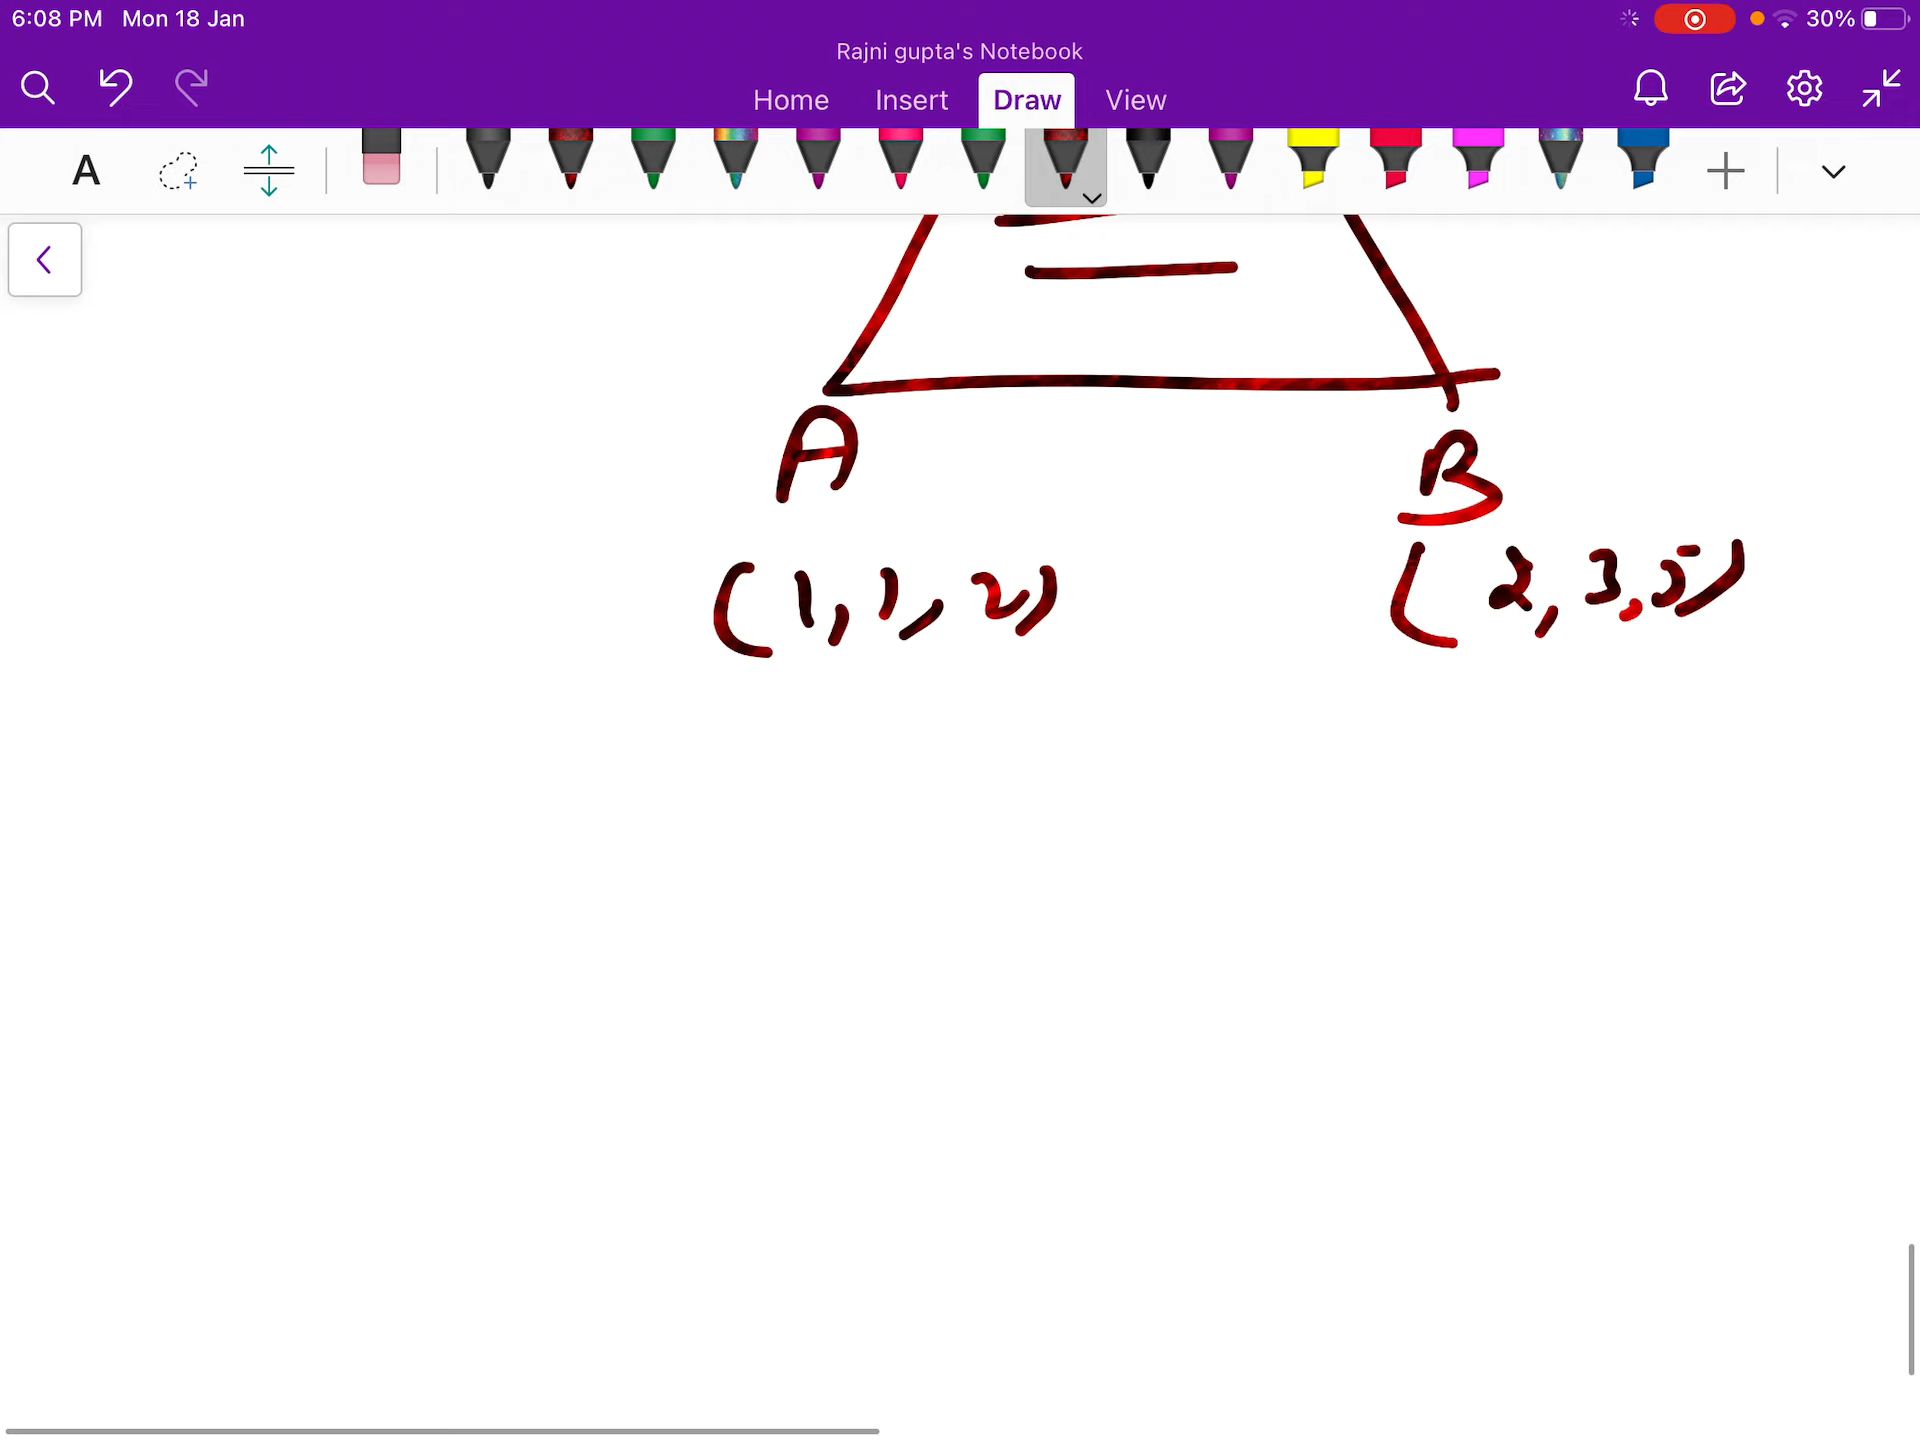 6:08 PM Mon 18 Jan
30%
Rajni gupta's Notebook
Home Insert Draw View
A
A B
(1, 1, 2) (2, 3, 5)